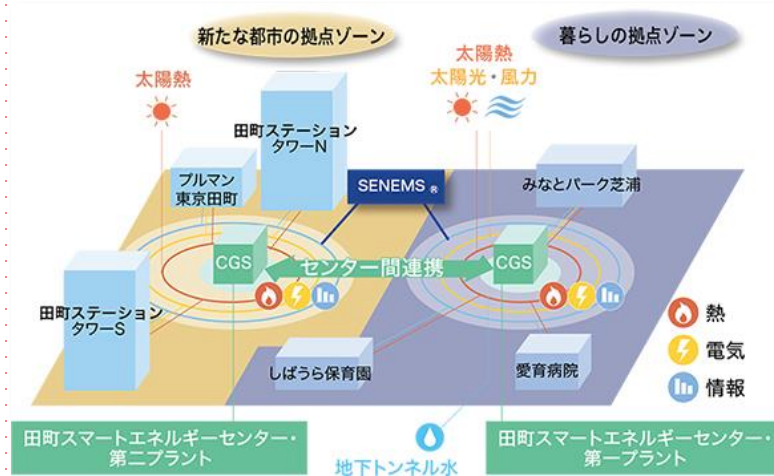 新たな都市の拠点ゾーン
暮らしの拠点ゾーン
太陽熱
太陽熱
太陽光・風力
田町ステーション
タワーN
プルマン
東京田町
SENEMS ®
みなとパーク芝浦
CGS
センター間連携
CGS
田町ステーション
タワーS
しばうら保育園
愛育病院
熱
電気
情報
田町スマートエネルギーセンター・
第二プラント
地下トンネル水
田町スマートエネルギーセンター・
第一プラント